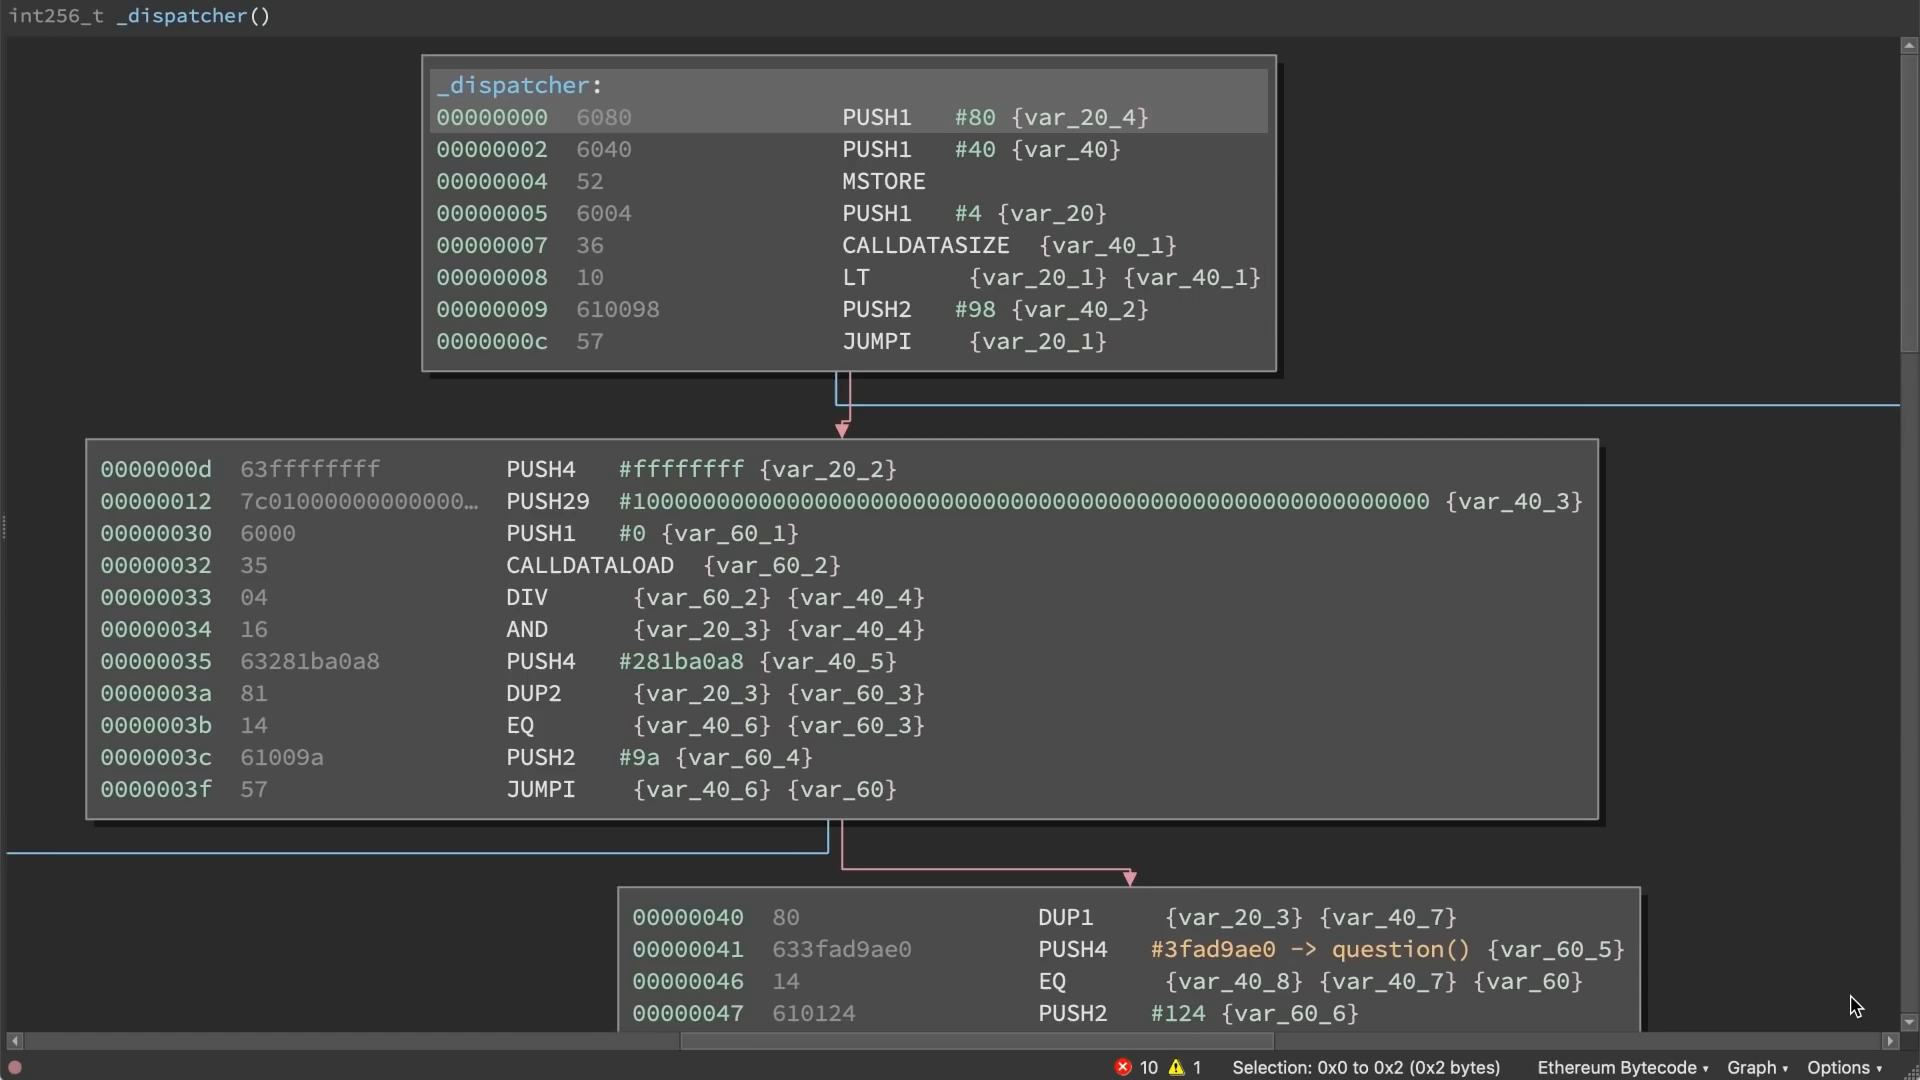 int256_t _dispatcher()
_dispatcher:
00000000 6080 PUSH1 #80 {var_20_4}
00000002 6040 PUSH1 #40 {var_40}
00000004 52 MSTORE
00000005 6004 PUSH1 #4 {var_20}
00000007 36 CALLDATASIZE {var_40_1}
00000008 10 LT {var_20_1} {var_40_1}
00000009 610098 PUSH2 #98 {var_40_2}
0000000c 57 JUMPI {var_20_1}
0000000d 63ffffffff PUSH4 #ffffffff {var_20_2}
00000012 7c01000000000000… PUSH29 #100000000000000000000000000000000000000000000000000000000 {var_40_3}
00000030 6000 PUSH1 #0 {var_60_1}
00000032 35 CALLDATALOAD {var_60_2}
00000033 04 DIV {var_60_2} {var_40_4}
00000034 16 AND {var_20_3} {var_40_4}
00000035 63281ba0a8 PUSH4 #281ba0a8 {var_40_5}
0000003a 81 DUP2 {var_20_3} {var_60_3}
0000003b 14 EQ {var_40_6} {var_60_3}
0000003c 61009a PUSH2 #9a {var_60_4}
0000003f 57 JUMPI {var_40_6} {var_60}
00000040 80 DUP1 {var_20_3} {var_40_7}
00000041 633fad9ae0 PUSH4 #3fad9ae0 -> question() {var_60_5}
00000046 14 EQ {var_40_8} {var_40_7} {var_60}
00000047 610124 PUSH2 #124 {var_60_6}
10 1 Selection: 0x0 to 0x2 (0x2 bytes) Ethereum Bytecode Graph Options